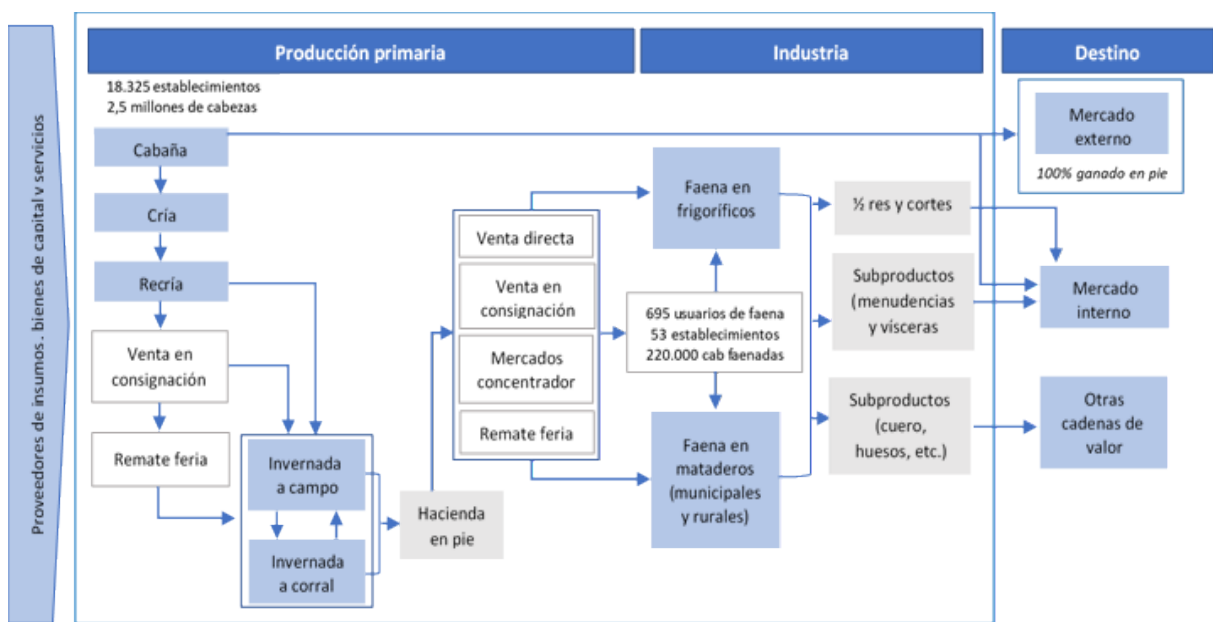 Proveedores de insumos. bienes de capital v servicios
Producción primaria
Industria
Destino
18.325 establecimientos
2,5 millones de cabezas
Cabaña
Cría
Recría
Venta en
consignación
Remate feria
Invernada
a campo
Invernada
a corral
Hacienda
en pie
Venta directa
Venta en
consignación
Mercados
concentrador
Remate feria
Faena en
frigoríficos
695 usuarios de faena
53 establecimientos
220.000 cab faenadas
Faena en
mataderos
(municipales
y rurales)
½ res y cortes
Subproductos
(menudencias
y vísceras
Subproductos
(cuero,
huesos, etc.)
Mercado
externo
100% ganado en pie
Mercado
interno
Otras
cadenas de
valor